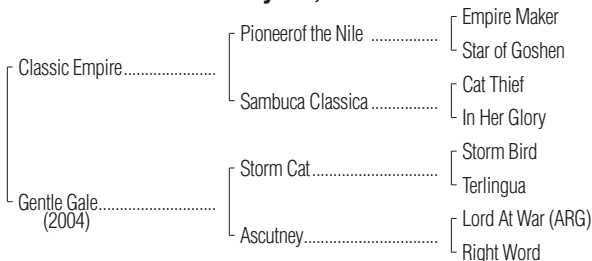 Empire Maker
Pioneerof the Nile ................
Star of Goshen
Classic Empire......................
Cat Thief
Sambuca Classica................
In Her Glory
Storm Bird
Storm Cat..............................
Terlingua
Gentle Gale............................
(2004)
Lord At War (ARG)
Ascutney................................
Right Word